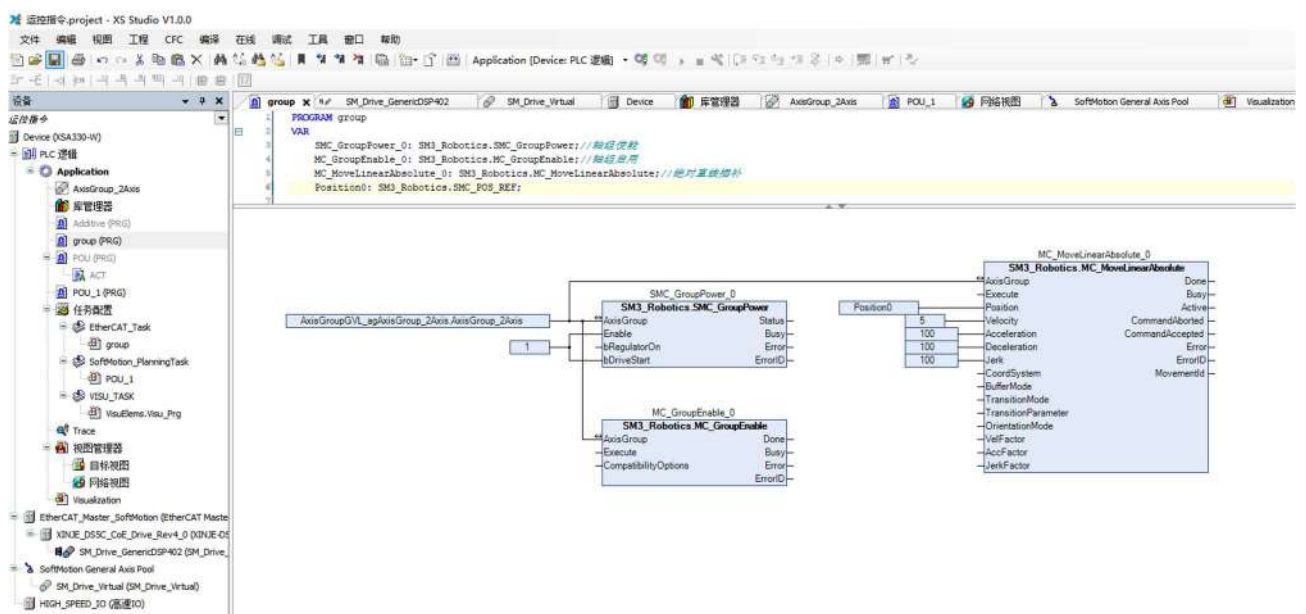 运控指令.project - XS Studio V1.0.0
文件 编辑 视图 工程 CFC 编译 在线 调试 工具 窗口 帮助
Application [Device: PLC 逻辑]
设备
group
SM_Drive_GenericDSP402
SM_Drive_Virtual
Device
库管理器
AxisGroup_2Axis
POU_1
网络视图
SoftMotion General Axis Pool
Visualization
运控指令
Device (XSA330-W)
PLC 逻辑
Application
AxisGroup_2Axis
库管理器
Additive (PRG)
group (PRG)
POU (PRG)
ACT
POU_1 (PRG)
任务配置
EtherCAT_Task
group
SoftMotion_PlanningTask
POU_1
VISU_TASK
VisuElems.Visu_Prg
Trace
视图管理器
目标视图
网络视图
Visualization
EtherCAT_Master_SoftMotion (EtherCAT Maste
XINJE_DS5C_CoE_Drive_Rev4_0 (XINJE-DS
SM_Drive_GenericDSP402 (SM_Drive_
SoftMotion General Axis Pool
SM_Drive_Virtual (SM_Drive_Virtual)
HIGH_SPEED_IO (高速IO)
1 PROGRAM group
2 VAR
3 SMC_GroupPower_0: SM3_Robotics.SMC_GroupPower;//轴组使能
4 MC_GroupEnable_0: SM3_Robotics.MC_GroupEnable;//轴组启用
5 MC_MoveLinearAbsolute_0: SM3_Robotics.MC_MoveLinearAbsolute;//绝对直线插补
6 Position0: SM3_Robotics.SMC_POS_REF;
7
AxisGroupGVL_agAxisGroup_2Axis.AxisGroup_2Axis
1
SMC_GroupPower_0
SM3_Robotics.SMC_GroupPower
AxisGroup Status
Enable Busy
bRegulatorOn Error
bDriveStart ErrorID
MC_GroupEnable_0
SM3_Robotics.MC_GroupEnable
AxisGroup Done
Execute Busy
CompatibilityOptions Error
ErrorID
MC_MoveLinearAbsolute_0
SM3_Robotics.MC_MoveLinearAbsolute
AxisGroup Done
Execute Busy
Position0 Position Active
5 Velocity CommandAborted
100 Acceleration CommandAccepted
100 Deceleration Error
100 Jerk ErrorID
CoordSystem MovementId
BufferMode
TransitionMode
TransitionParameter
OrientationMode
VelFactor
AccFactor
JerkFactor